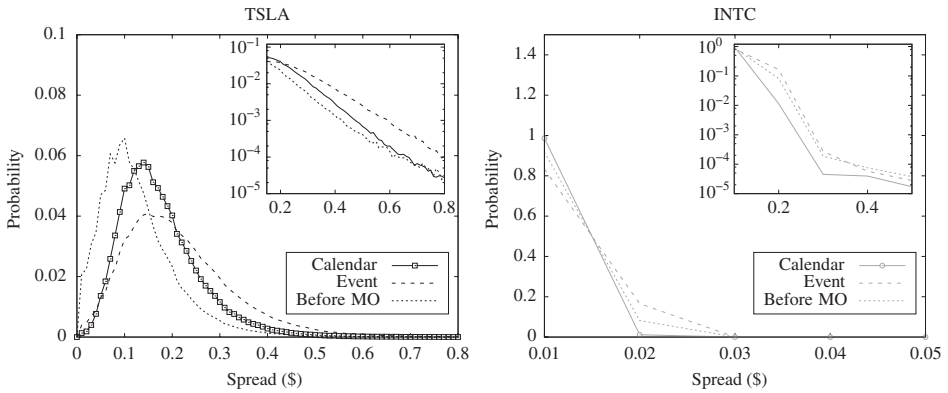 TSLA
0.1
0.08
0.06
0.04
0.02
0
Probability
0 0.1 0.2 0.3 0.4 0.5 0.6 0.7 0.8
Spread ($)
10⁻¹
10⁻²
10⁻³
10⁻⁴
10⁻⁵
0.2 0.4 0.6 0.8
Calendar
Event
Before MO
INTC
1.4
1.2
1
0.8
0.6
0.4
0.2
0
Probability
0.01 0.02 0.03 0.04 0.05
Spread ($)
10⁰
10⁻¹
10⁻²
10⁻³
10⁻⁴
10⁻⁵
0.2 0.4
Calendar
Event
Before MO